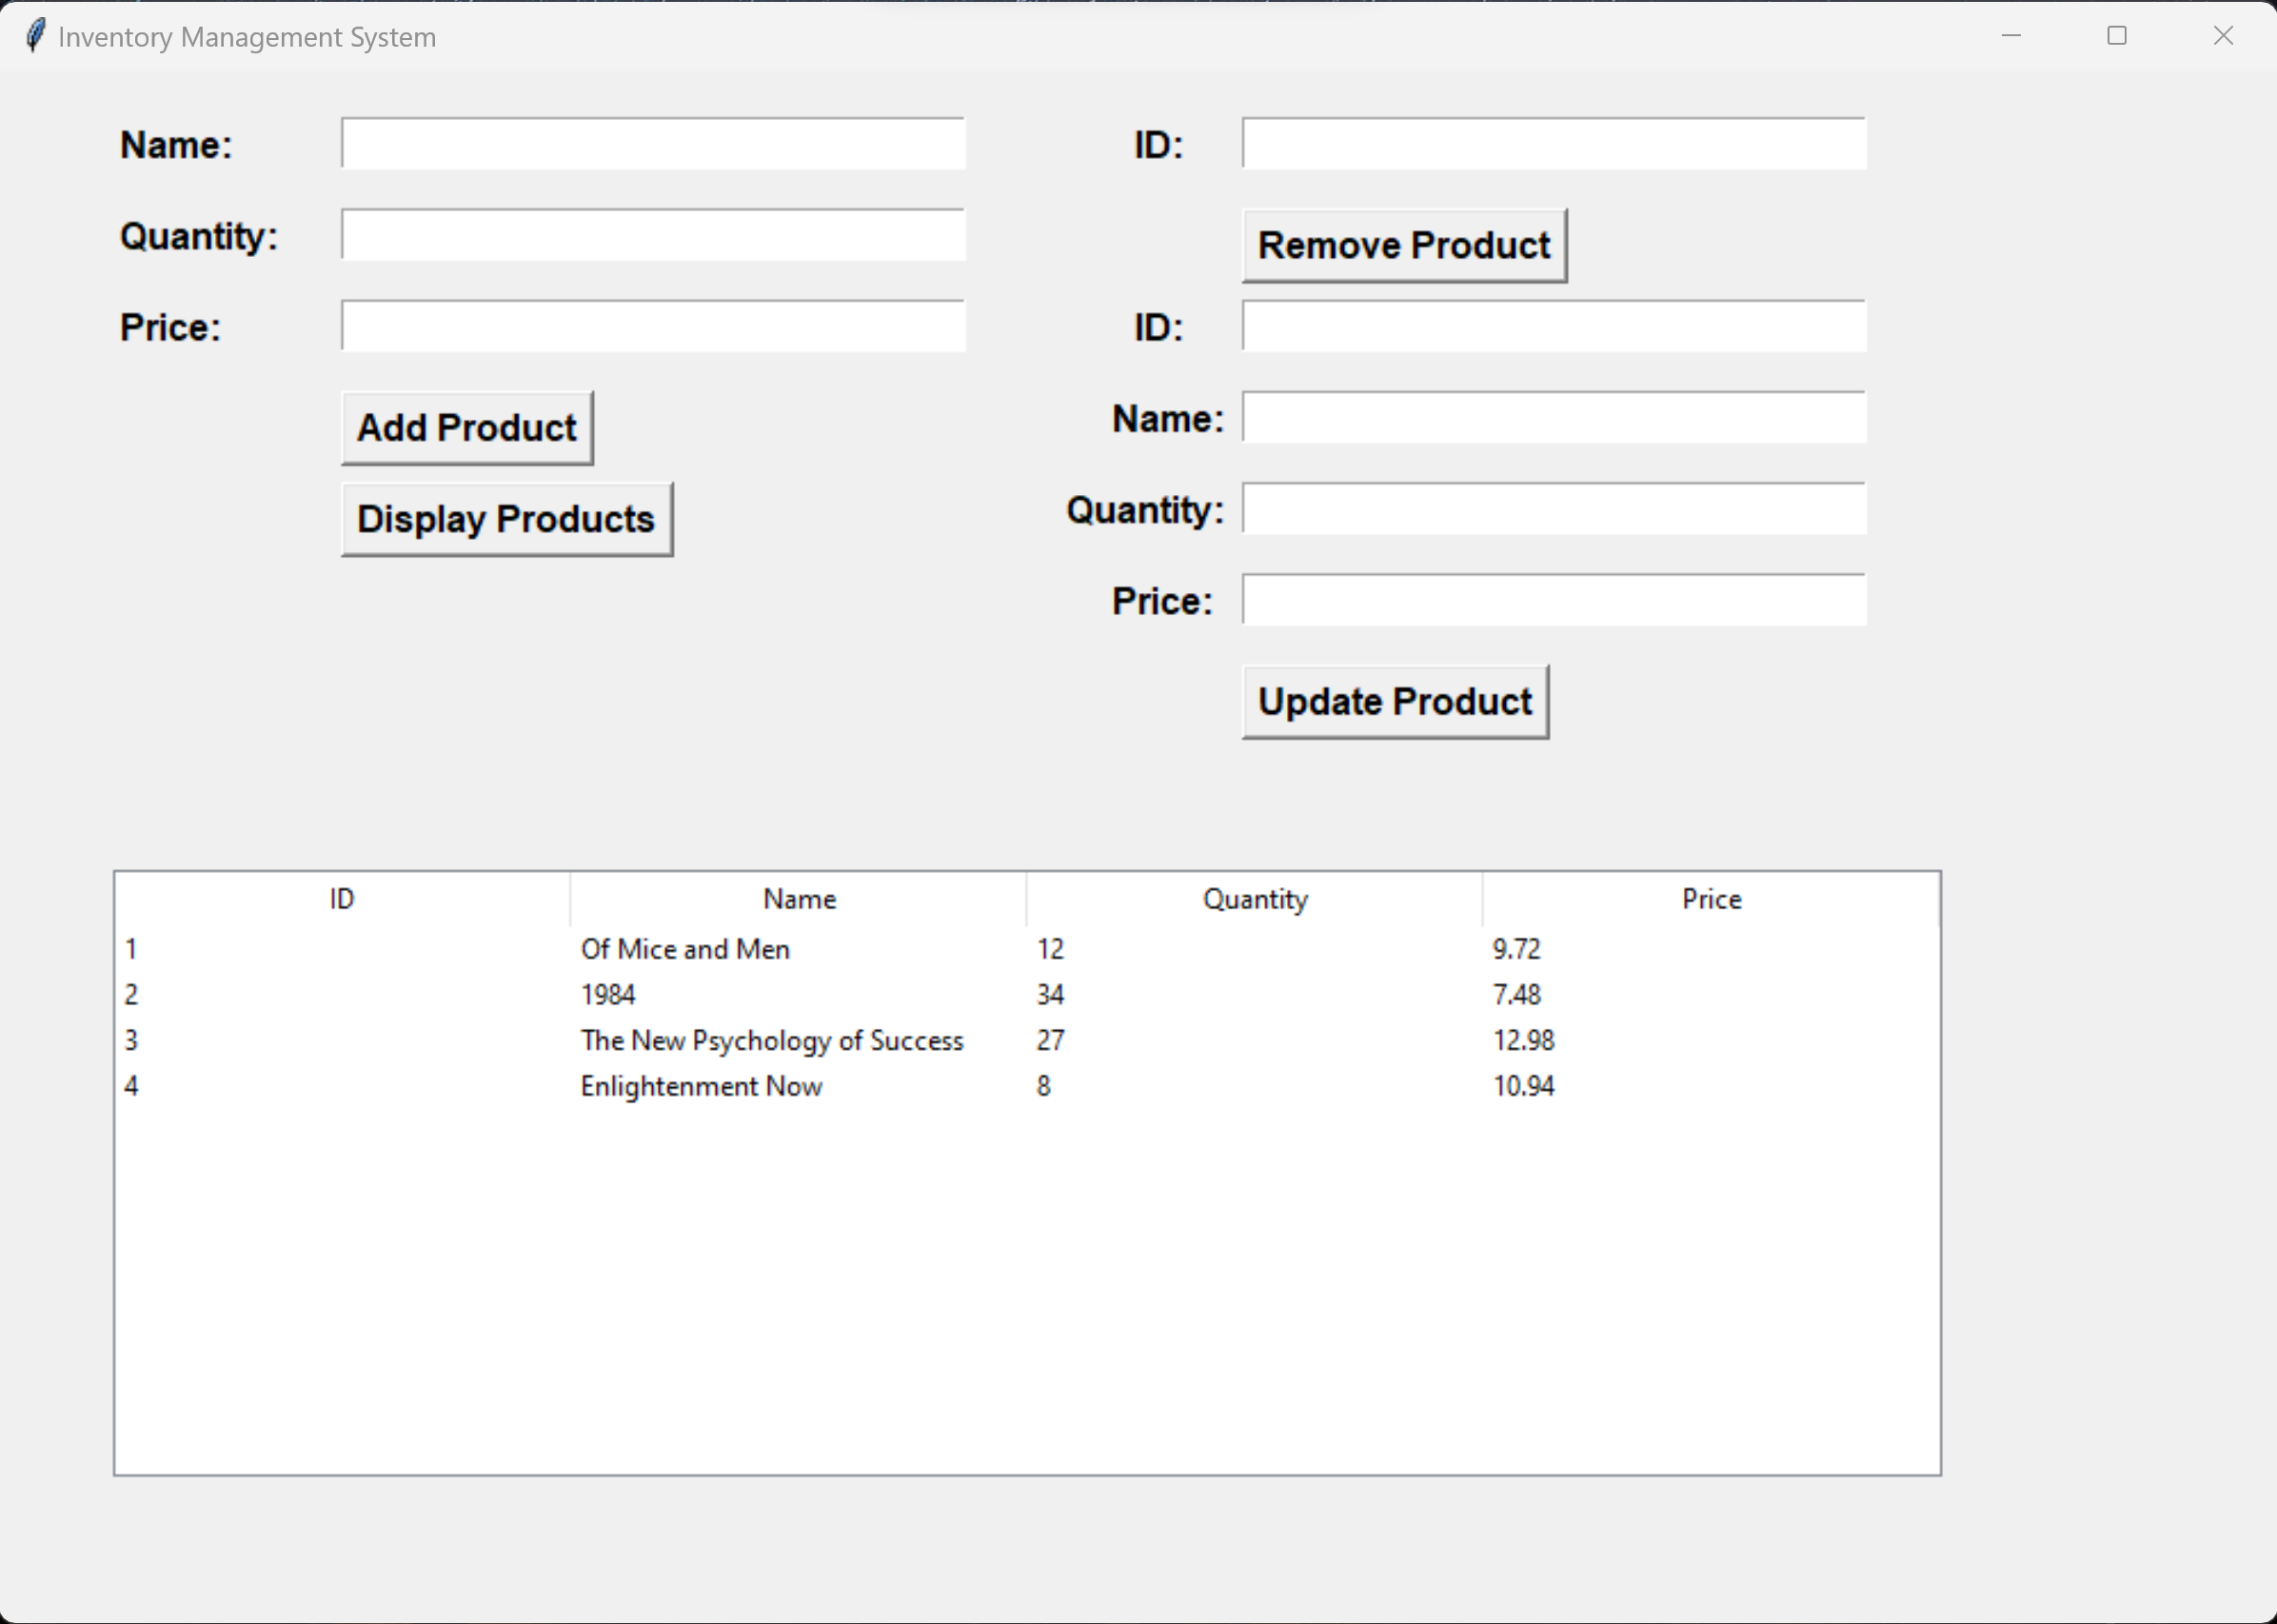 Inventory Management System
Name:
Quantity:
Price:
Add Product
Display Products
ID:
Remove Product
ID:
Name:
Quantity:
Price:
Update Product
ID Name Quantity Price
1 Of Mice and Men 12 9.72
2 1984 34 7.48
3 The New Psychology of Success 27 12.98
4 Enlightenment Now 8 10.94